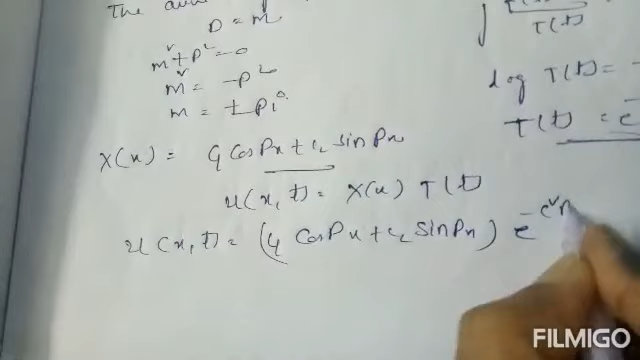 The
D = m
m² + p² = 0
m² = -p²
m = ± pi
X(x) = c₁ cos Px + c₂ sin Px
u(x, t) = X(x) T(t)
u(x, t) = (c₁ cos Px + c₂ sin Px) e^-c²p
∫
T(t)
log T(t) = -
T(t) = e^-
FILMIGO